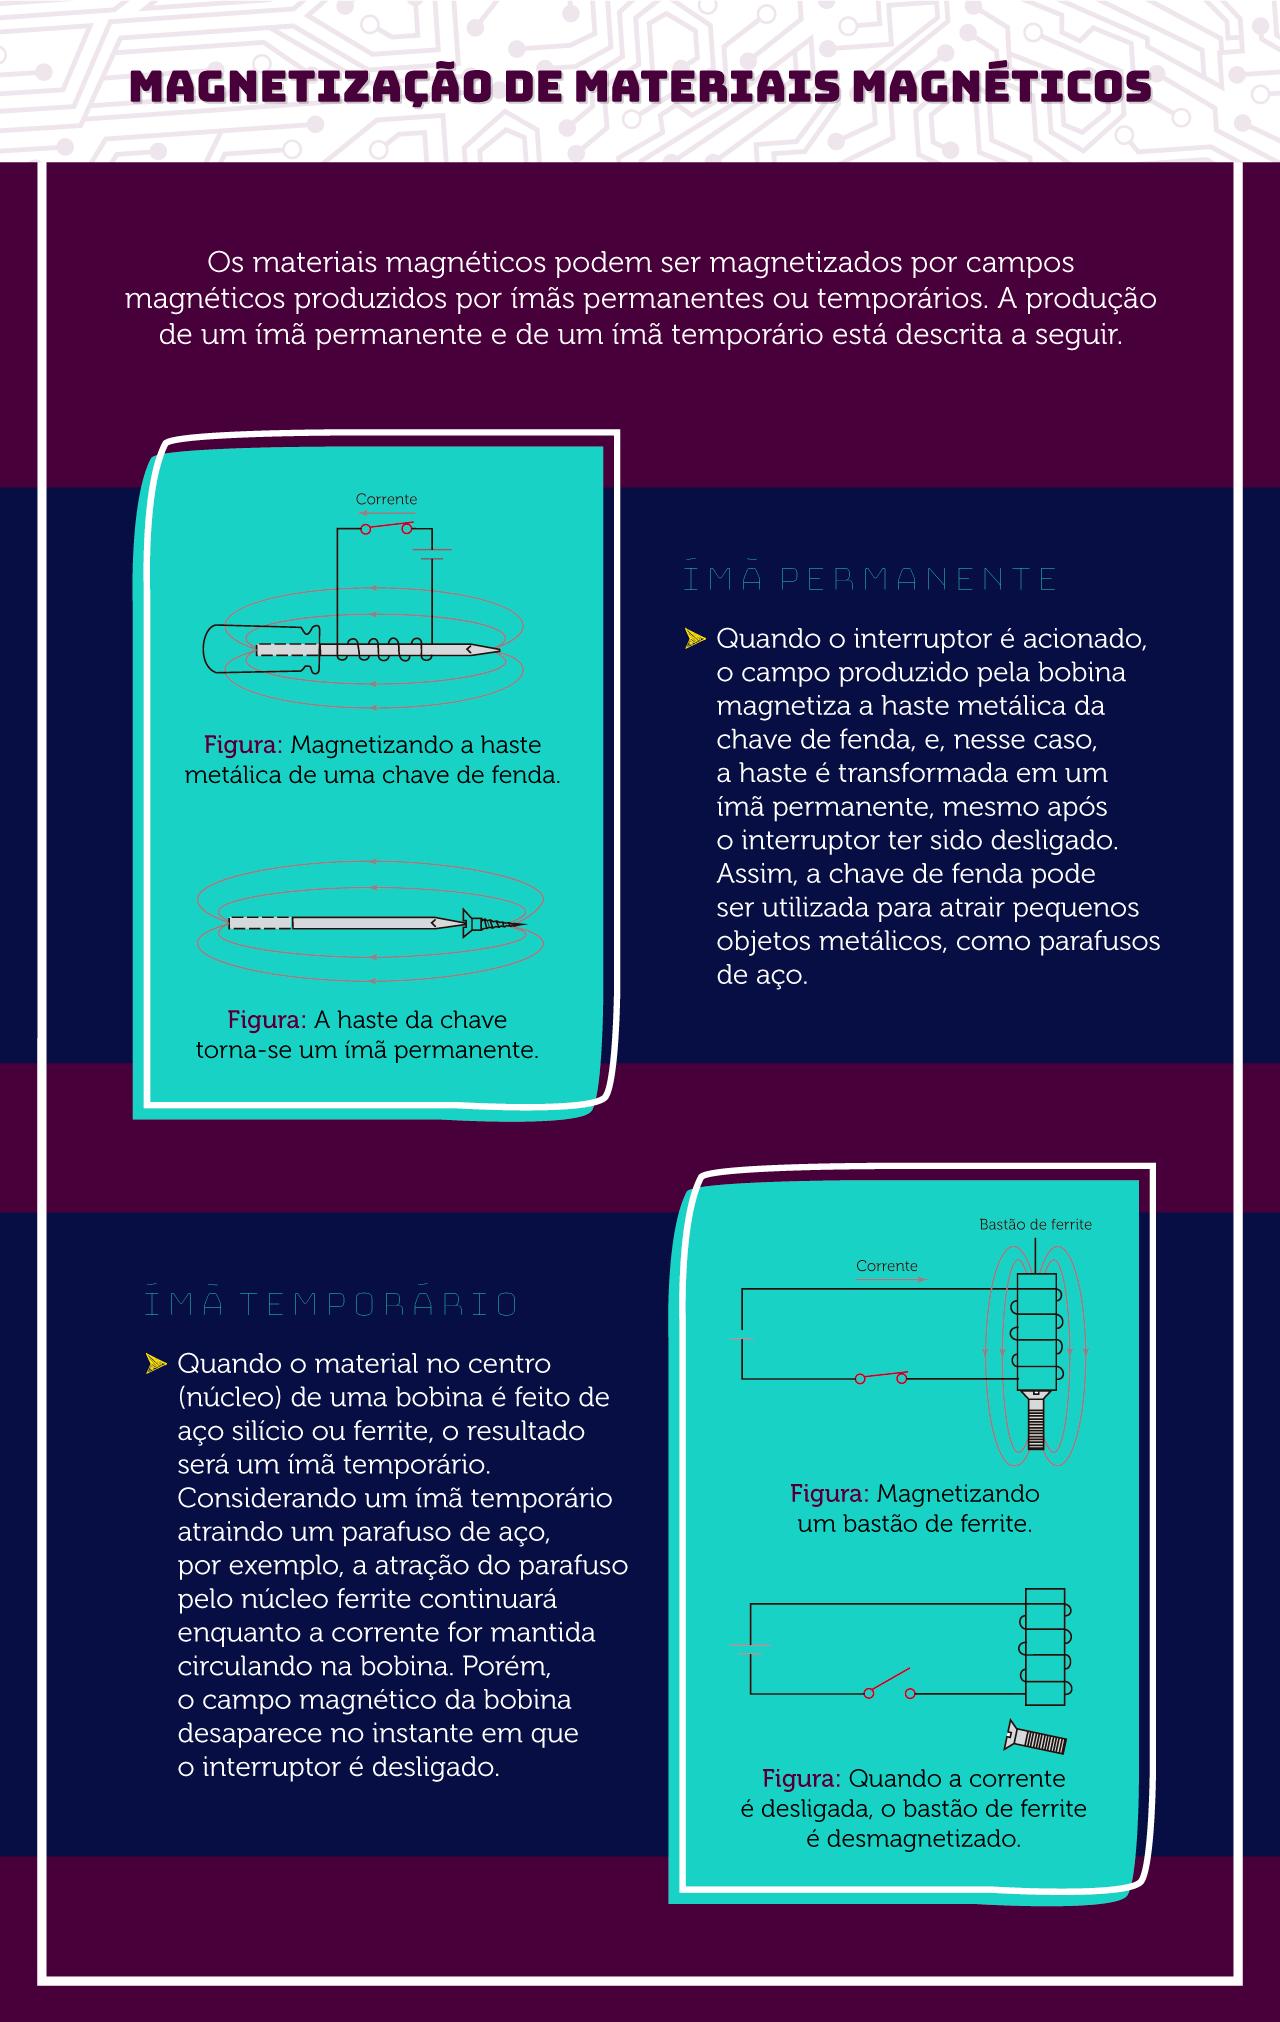 MAGNETIZAÇÃO DE MATERIAIS MAGNÉTICOS
Os materiais magnéticos podem ser magnetizados por campos
magnéticos produzidos por ímãs permanentes ou temporários. A produção
de um ímã permanente e de um ímã temporário está descrita a seguir.
Corrente
Figura: Magnetizando a haste
metálica de uma chave de fenda.
Figura: A haste da chave
torna-se um ímã permanente.
ÍMÃ PERMANENTE
Quando o interruptor é acionado,
o campo produzido pela bobina
magnetiza a haste metálica da
chave de fenda, e, nesse caso,
a haste é transformada em um
ímã permanente, mesmo após
o interruptor ter sido desligado.
Assim, a chave de fenda pode
ser utilizada para atrair pequenos
objetos metálicos, como parafusos
de aço.
ÍMÃ TEMPORÁRIO
Quando o material no centro
(núcleo) de uma bobina é feito de
aço silício ou ferrite, o resultado
será um ímã temporário.
Considerando um ímã temporário
atraindo um parafuso de aço,
por exemplo, a atração do parafuso
pelo núcleo ferrite continuará
enquanto a corrente for mantida
circulando na bobina. Porém,
o campo magnético da bobina
desaparece no instante em que
o interruptor é desligado.
Bastão de ferrite
Corrente
Figura: Magnetizando
um bastão de ferrite.
Figura: Quando a corrente
é desligada, o bastão de ferrite
é desmagnetizado.